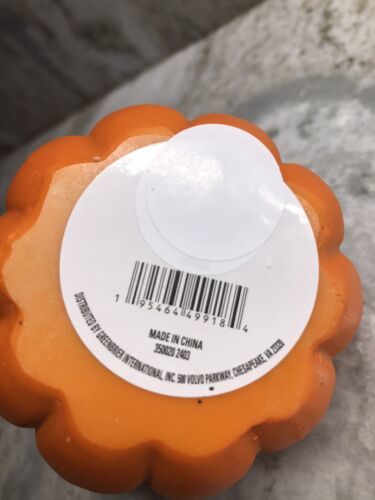 1 95464 49918 4
MADE IN CHINA
350020 2403
DISTRIBUTED BY GREENBRIER INTERNATIONAL, INC. 500 VOLVO PARKWAY, CHESAPEAKE, VA 23320